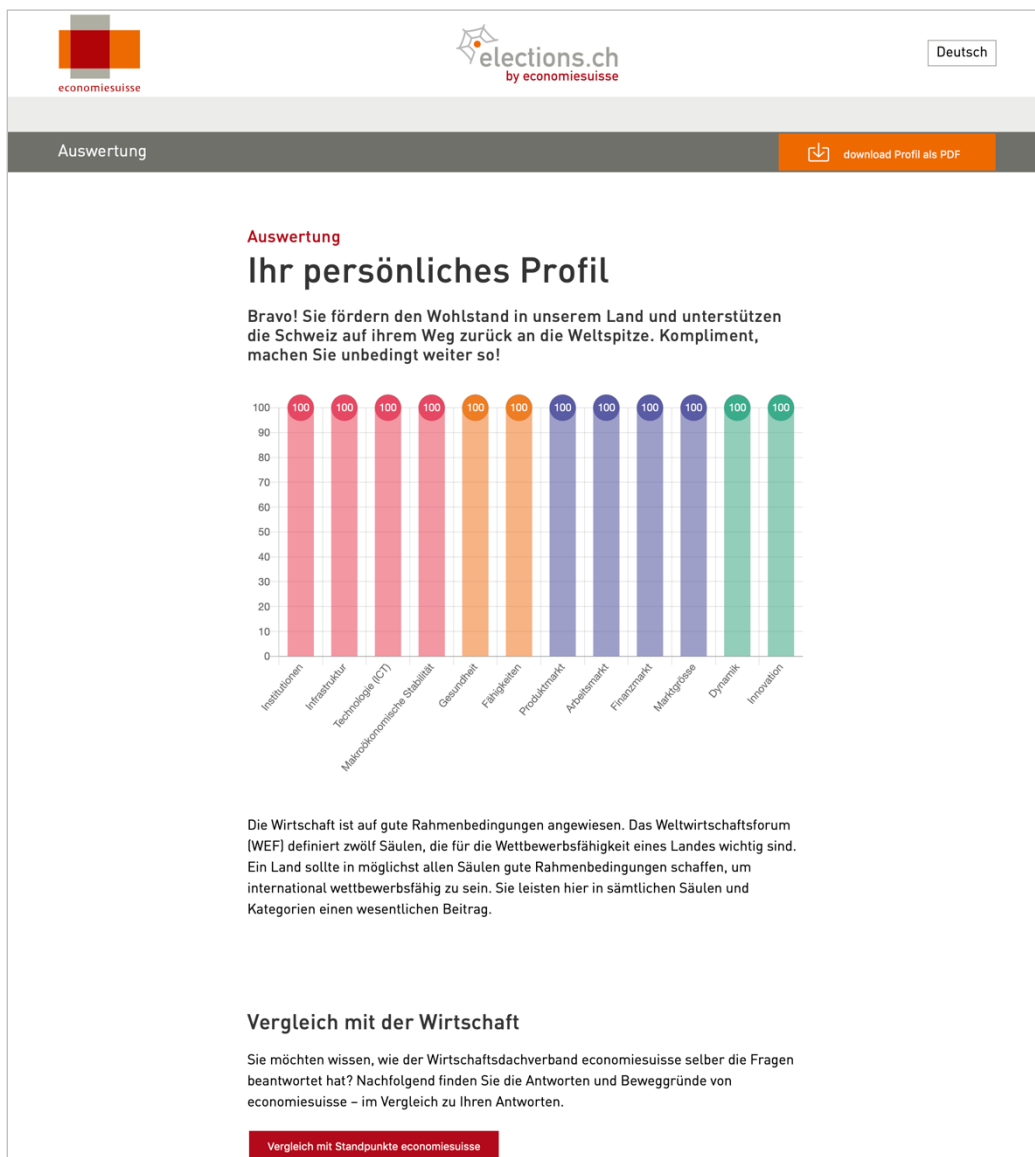 economiesuisse
elections.ch
by economiesuisse
Deutsch
Auswertung
download Profil als PDF
Auswertung
Ihr persönliches Profil
Bravo! Sie fördern den Wohlstand in unserem Land und unterstützen
die Schweiz auf ihrem Weg zurück an die Weltspitze. Kompliment,
machen Sie unbedingt weiter so!
100 100 100 100 100 100 100 100 100 100 100 100 100
90
80
70
60
50
40
30
20
10
0
Institutionen
Infrastruktur
Technologie (ICT)
Makroökonomische Stabilität
Gesundheit
Fähigkeiten
Produktmarkt
Arbeitsmarkt
Finanzmarkt
Marktgrösse
Dynamik
Innovation
Die Wirtschaft ist auf gute Rahmenbedingungen angewiesen. Das Weltwirtschaftsforum
(WEF) definiert zwölf Säulen, die für die Wettbewerbsfähigkeit eines Landes wichtig sind.
Ein Land sollte in möglichst allen Säulen gute Rahmenbedingungen schaffen, um
international wettbewerbsfähig zu sein. Sie leisten hier in sämtlichen Säulen und
Kategorien einen wesentlichen Beitrag.
Vergleich mit der Wirtschaft
Sie möchten wissen, wie der Wirtschaftsdachverband economiesuisse selber die Fragen
beantwortet hat? Nachfolgend finden Sie die Antworten und Beweggründe von
economiesuisse – im Vergleich zu Ihren Antworten.
Vergleich mit Standpunkte economiesuisse